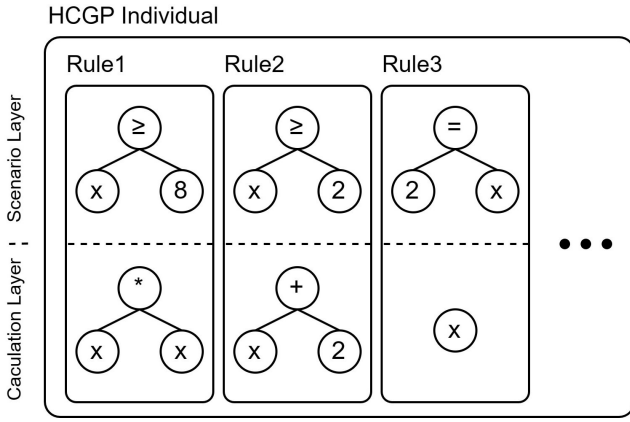 HCGP Individual
Rule1 Rule2 Rule3
Scenario Layer
≥ ≥ =
x 8 x 2 2 x
Caculation Layer
* +
x x x 2 x